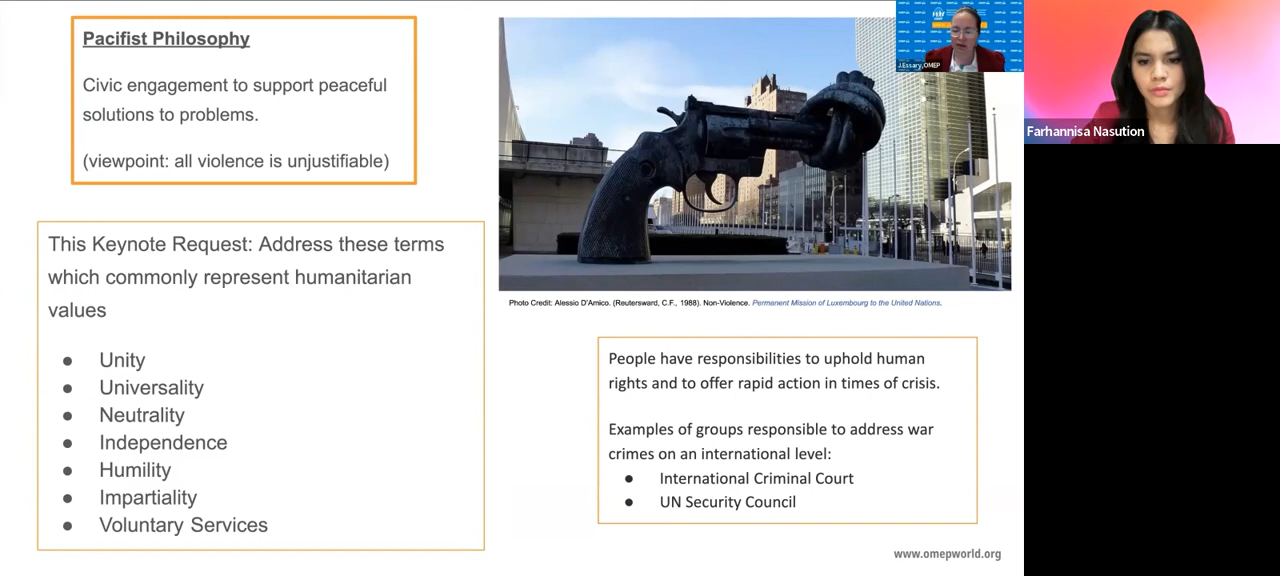 Pacifist Philosophy
Civic engagement to support peaceful
solutions to problems.
(viewpoint: all violence is unjustifiable)
This Keynote Request: Address these terms
which commonly represent humanitarian
values
● Unity
● Universality
● Neutrality
● Independence
● Humility
● Impartiality
● Voluntary Services
Photo Credit: Alessio D'Amico. (Reutersward, C.F., 1988). Non-Violence. Permanent Mission of Luxembourg to the United Nations.
People have responsibilities to uphold human
rights and to offer rapid action in times of crisis.
Examples of groups responsible to address war
crimes on an international level:
● International Criminal Court
● UN Security Council
www.omepworld.org
J.Essary,OMEP
Farhannisa Nasution